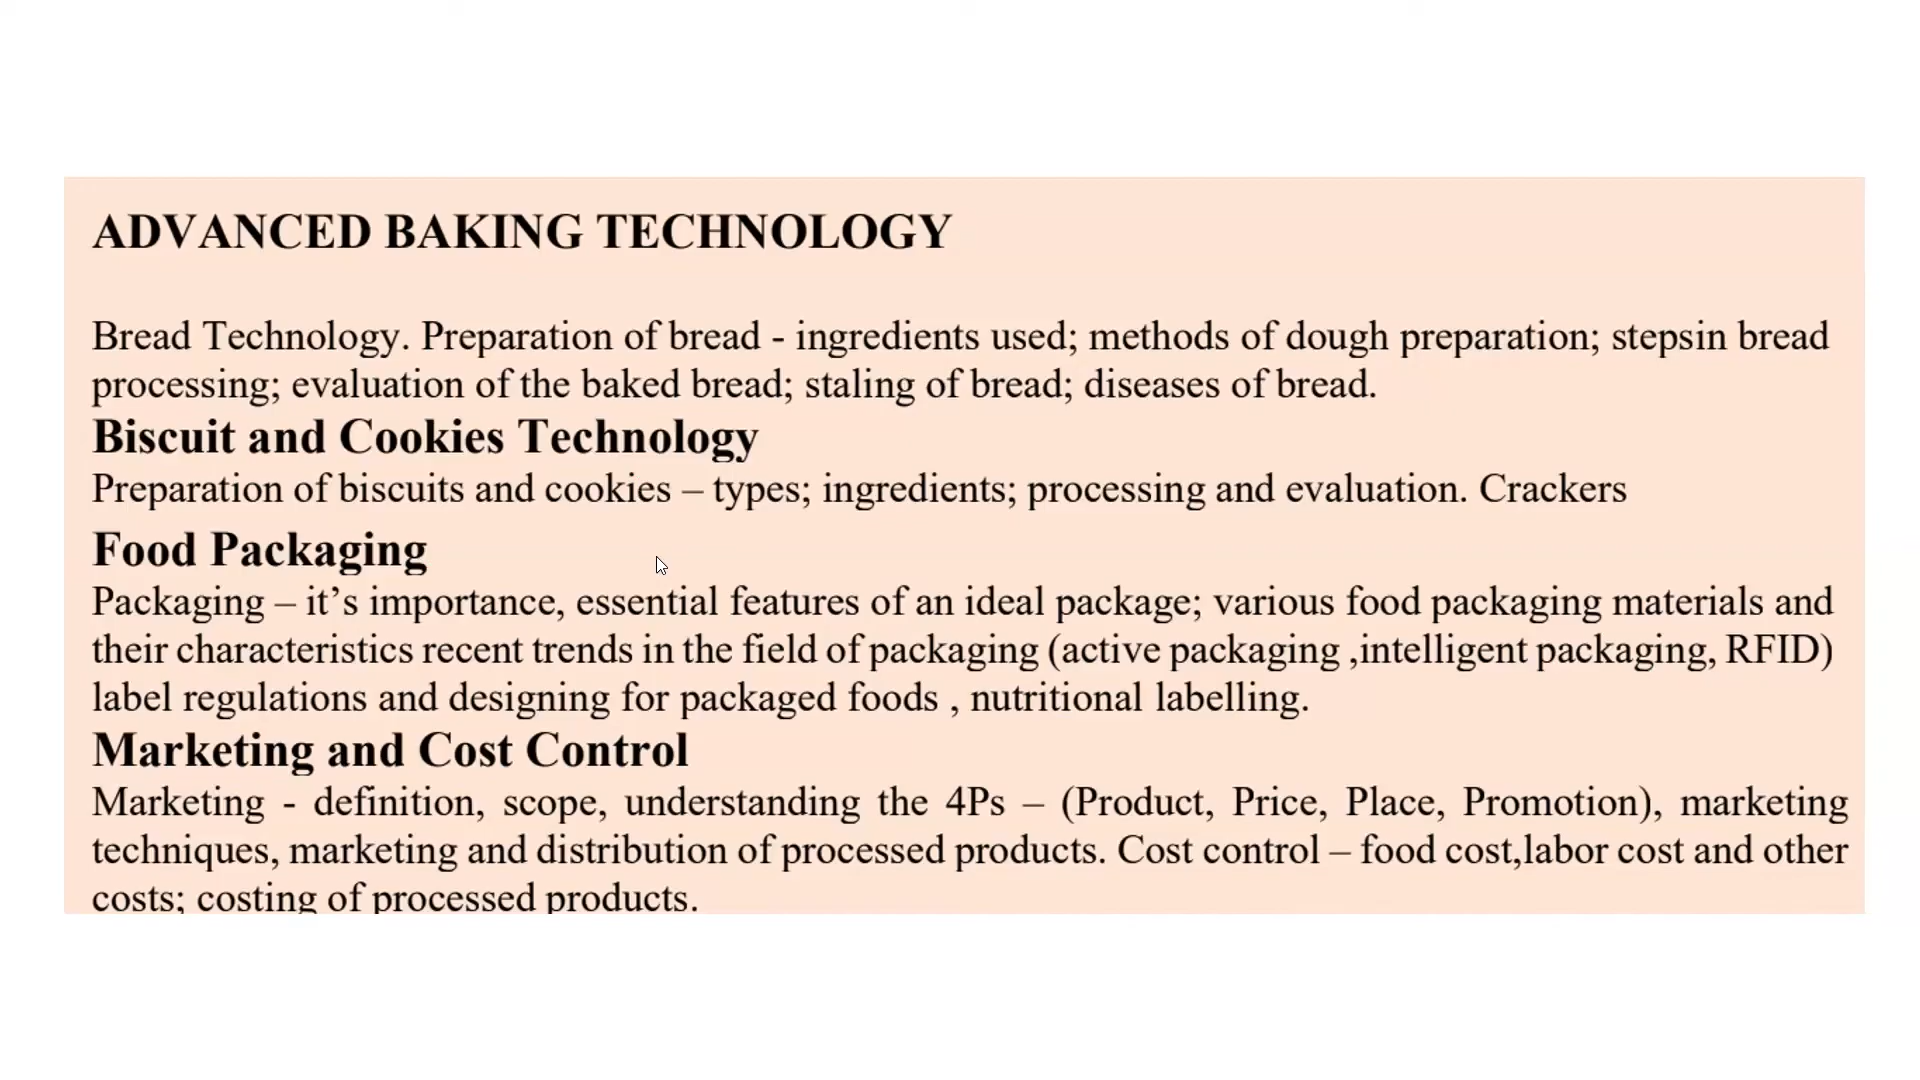 ADVANCED BAKING TECHNOLOGY
Bread Technology. Preparation of bread - ingredients used; methods of dough preparation; stepsin bread
processing; evaluation of the baked bread; staling of bread; diseases of bread.
Biscuit and Cookies Technology
Preparation of biscuits and cookies – types; ingredients; processing and evaluation. Crackers
Food Packaging
Packaging – it’s importance, essential features of an ideal package; various food packaging materials and
their characteristics recent trends in the field of packaging (active packaging ,intelligent packaging, RFID)
label regulations and designing for packaged foods , nutritional labelling.
Marketing and Cost Control
Marketing - definition, scope, understanding the 4Ps – (Product, Price, Place, Promotion), marketing
techniques, marketing and distribution of processed products. Cost control – food cost,labor cost and other
costs; costing of processed products.